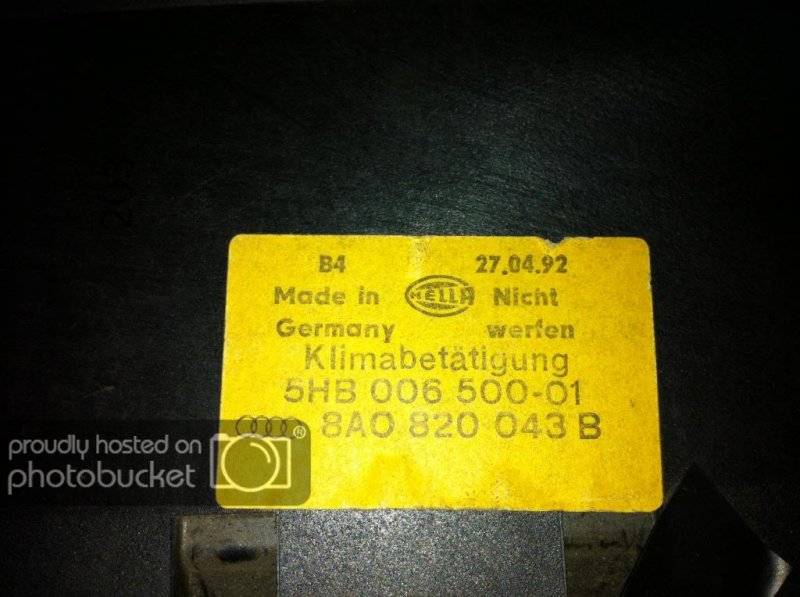 B4 27.04.92
Made in HELLA Nicht
Germany werfen
Klimabetätigung
5HB 006 500-01
8A0 820 043 B
proudly hosted on
photobucket